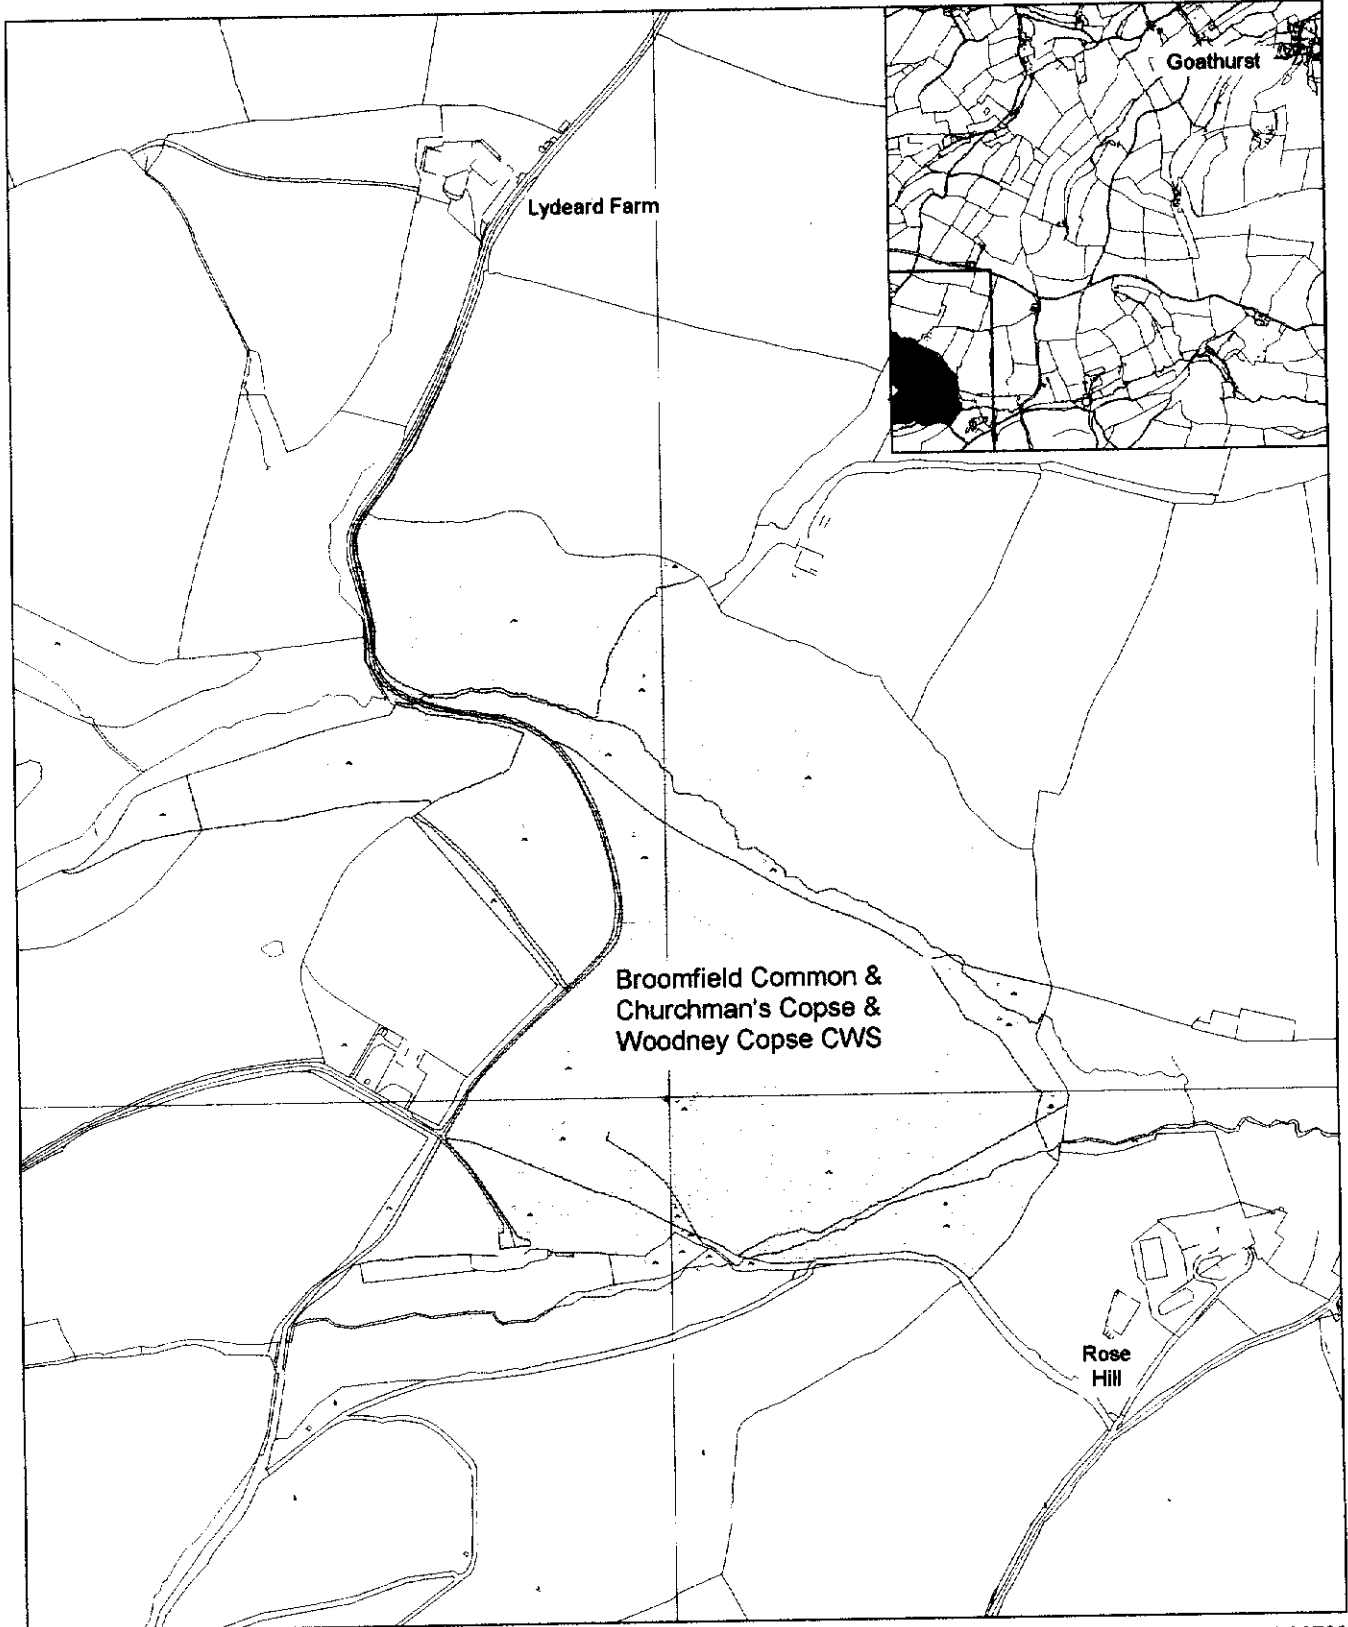 Goathurst
Lydeard Farm
Broomfield Common &
Churchman's Copse &
Woodney Copse CWS
Rose
Hill